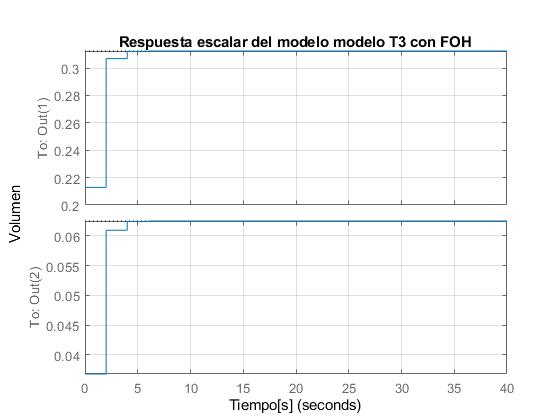 Respuesta escalar del modelo modelo T3 con FOH
0.3
0.28
0.26
0.24
0.22
0.2
To: Out(1)
Volumen
0.06
0.055
0.05
0.045
0.04
To: Out(2)
0 5 10 15 20 25 30 35 40
Tiempo[s] (seconds)